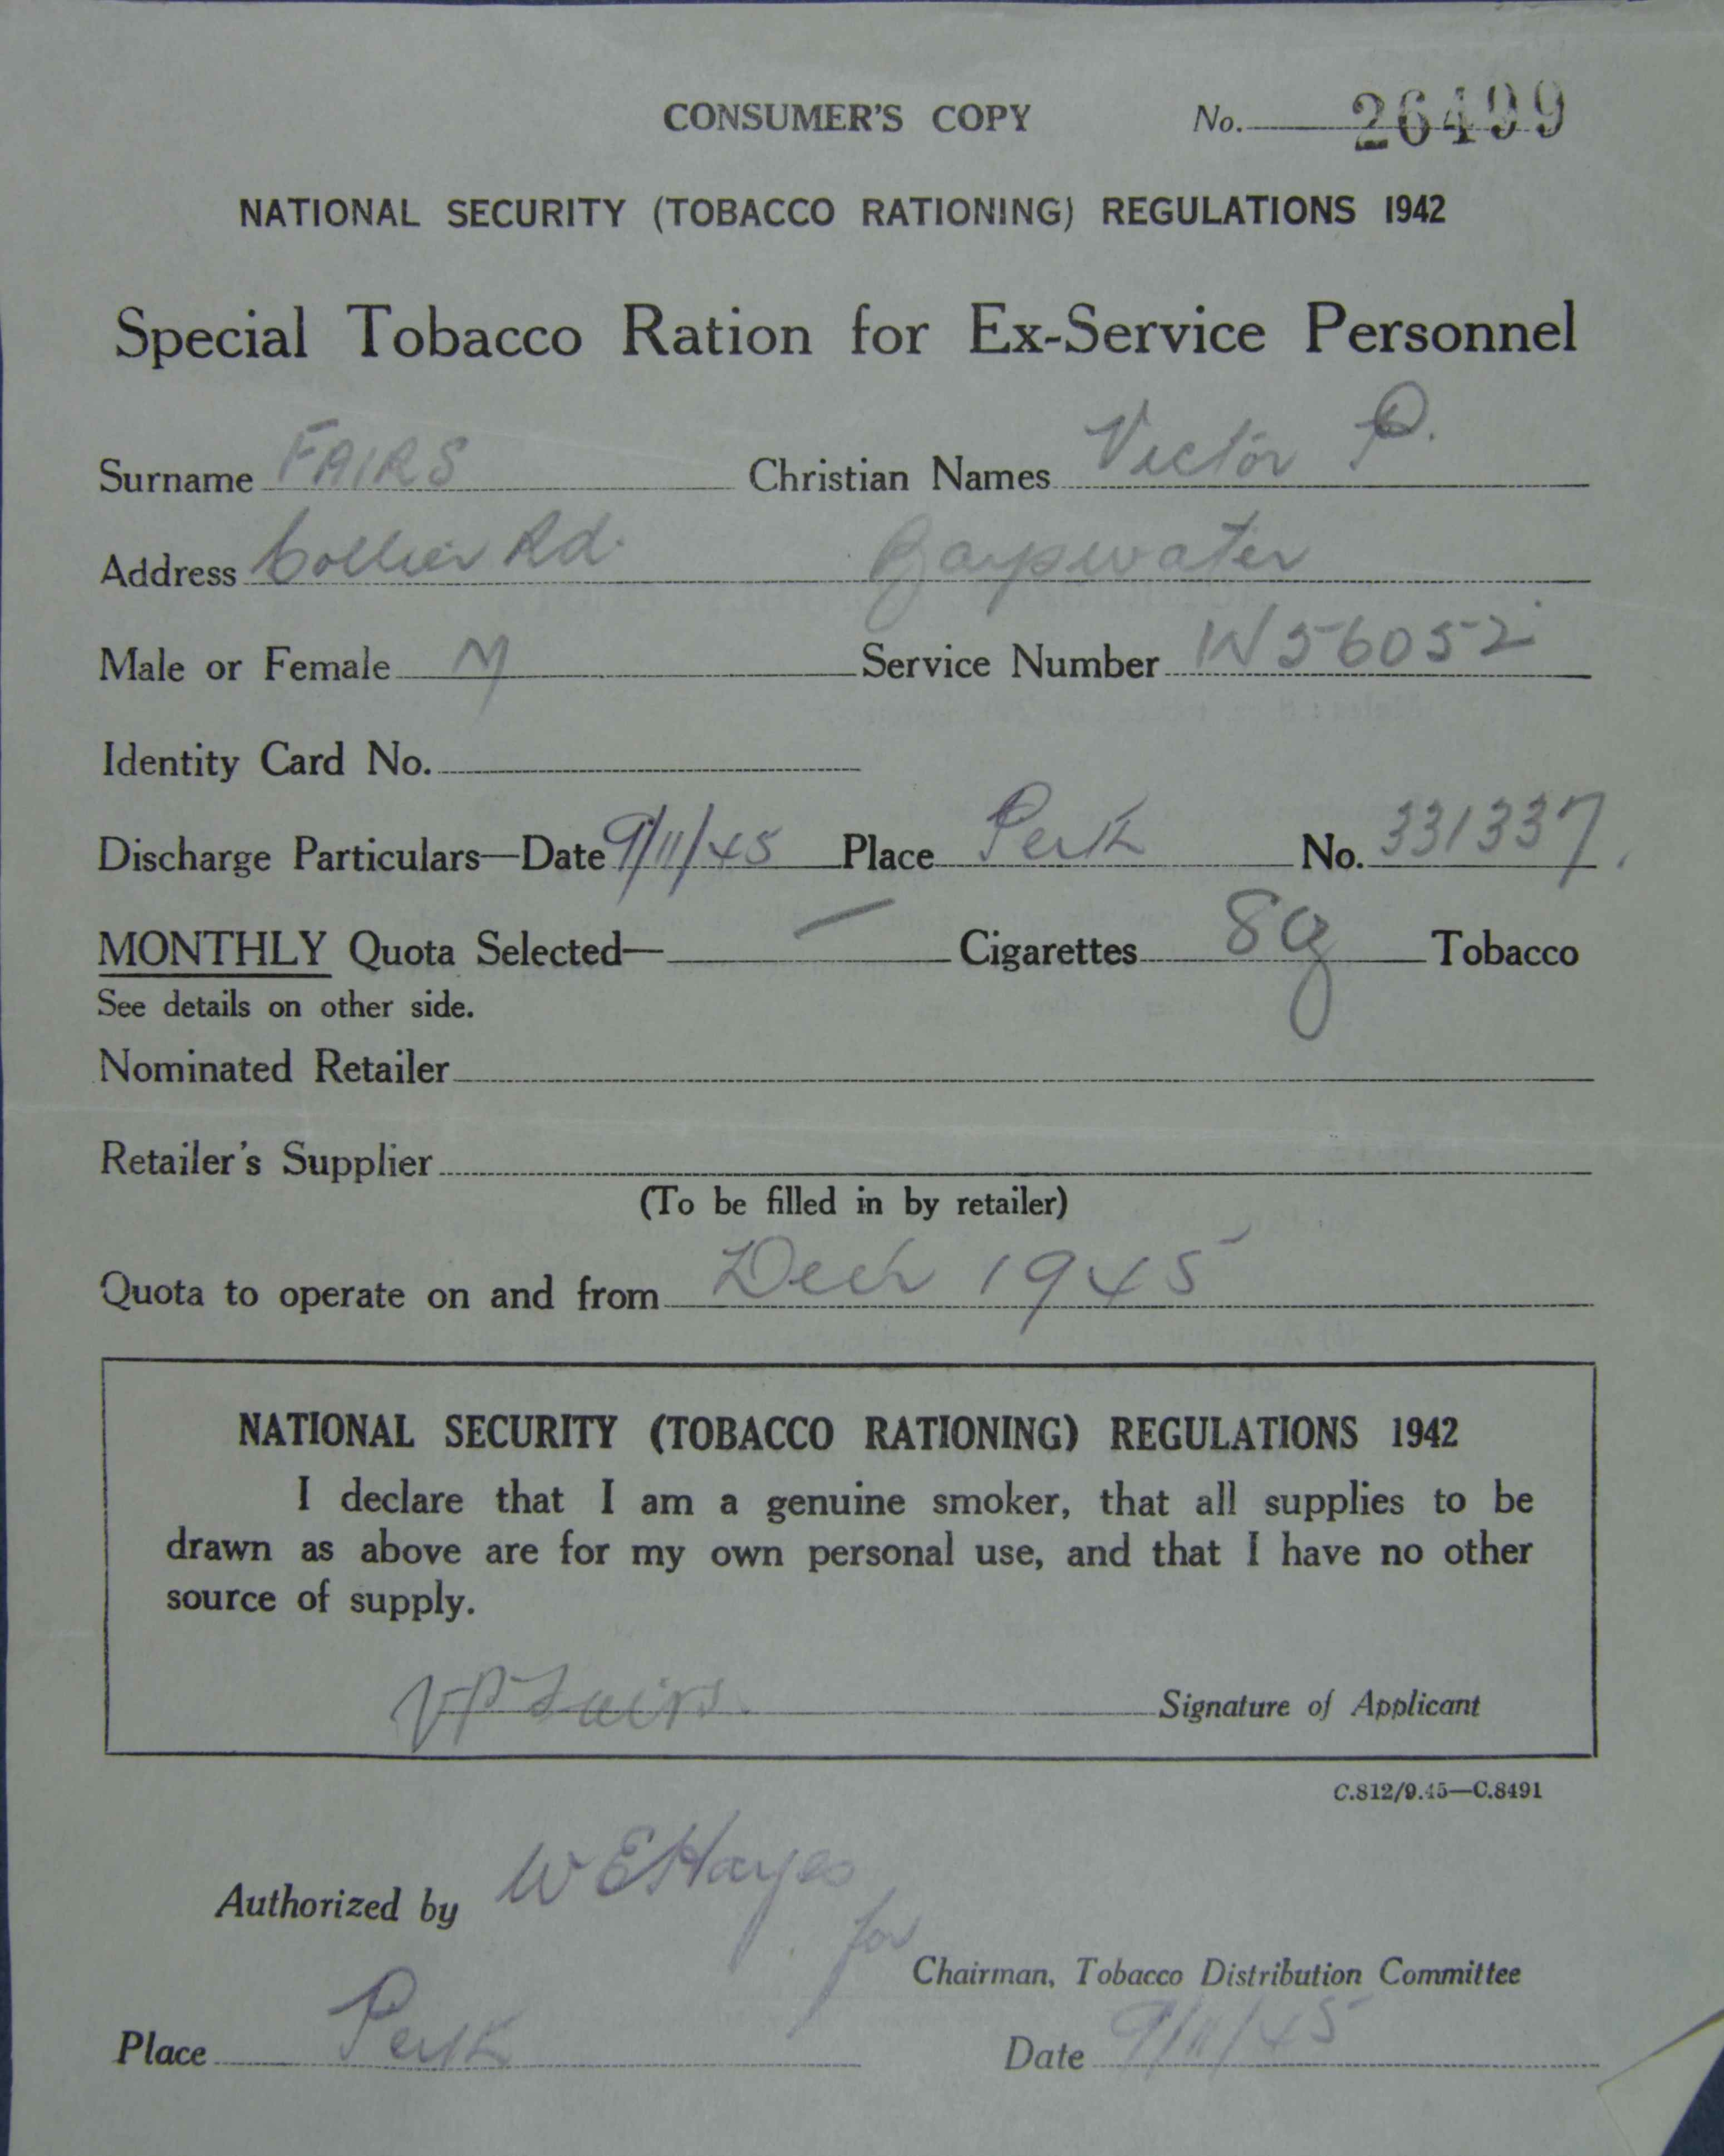 CONSUMER'S COPY No. 26499
NATIONAL SECURITY (TOBACCO RATIONING) REGULATIONS 1942
Special Tobacco Ration for Ex-Service Personnel
Surname FAIRS Christian Names Victor P.
Address Collier Rd. Bayswater
Male or Female M Service Number W56052
Identity Card No.
Discharge Particulars—Date 9/11/45 Place Perth No. 331337.
MONTHLY Quota Selected— — Cigarettes 8 Tobacco
See details on other side.
Nominated Retailer
Retailer's Supplier
(To be filled in by retailer)
Quota to operate on and from Decr 1945
NATIONAL SECURITY (TOBACCO RATIONING) REGULATIONS 1942
I declare that I am a genuine smoker, that all supplies to be
drawn as above are for my own personal use, and that I have no other
source of supply.
VP Fairs. Signature of Applicant
C.812/9.45—C.8491
Authorized by W E Hayes
for
Chairman, Tobacco Distribution Committee
Place Perth Date 9/11/45